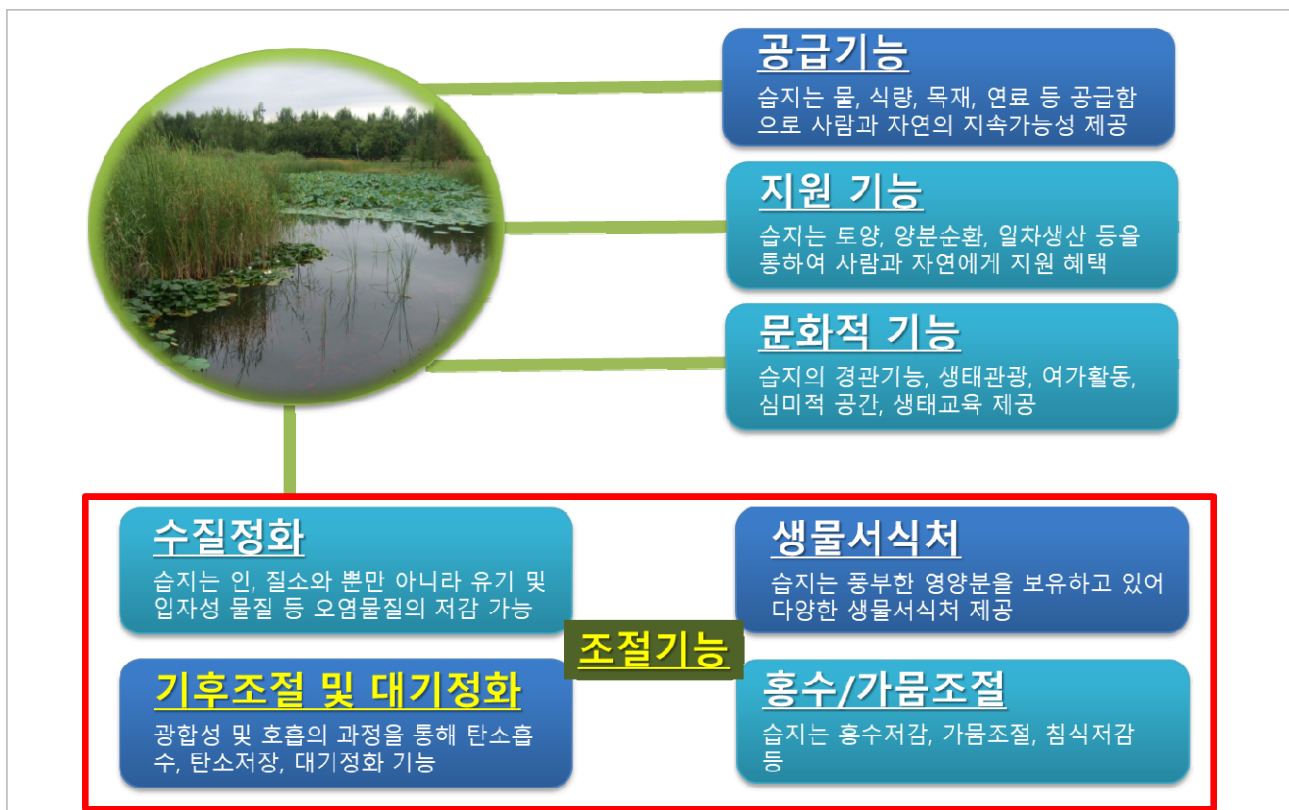 공급기능
습지는 물, 식량, 목재, 연료 등 공급함
으로 사람과 자연의 지속가능성 제공
지원 기능
습지는 토양, 양분순환, 일차생산 등을
통하여 사람과 자연에게 지원 혜택
문화적 기능
습지의 경관기능, 생태관광, 여가활동,
심미적 공간, 생태교육 제공
수질정화
습지는 인, 질소와 뿐만 아니라 유기 및
입자성 물질 등 오염물질의 저감 가능
생물서식처
습지는 풍부한 영양분을 보유하고 있어
다양한 생물서식처 제공
조절기능
기후조절 및 대기정화
광합성 및 호흡의 과정을 통해 탄소흡
수, 탄소저장, 대기정화 기능
홍수/가뭄조절
습지는 홍수저감, 가뭄조절, 침식저감
등